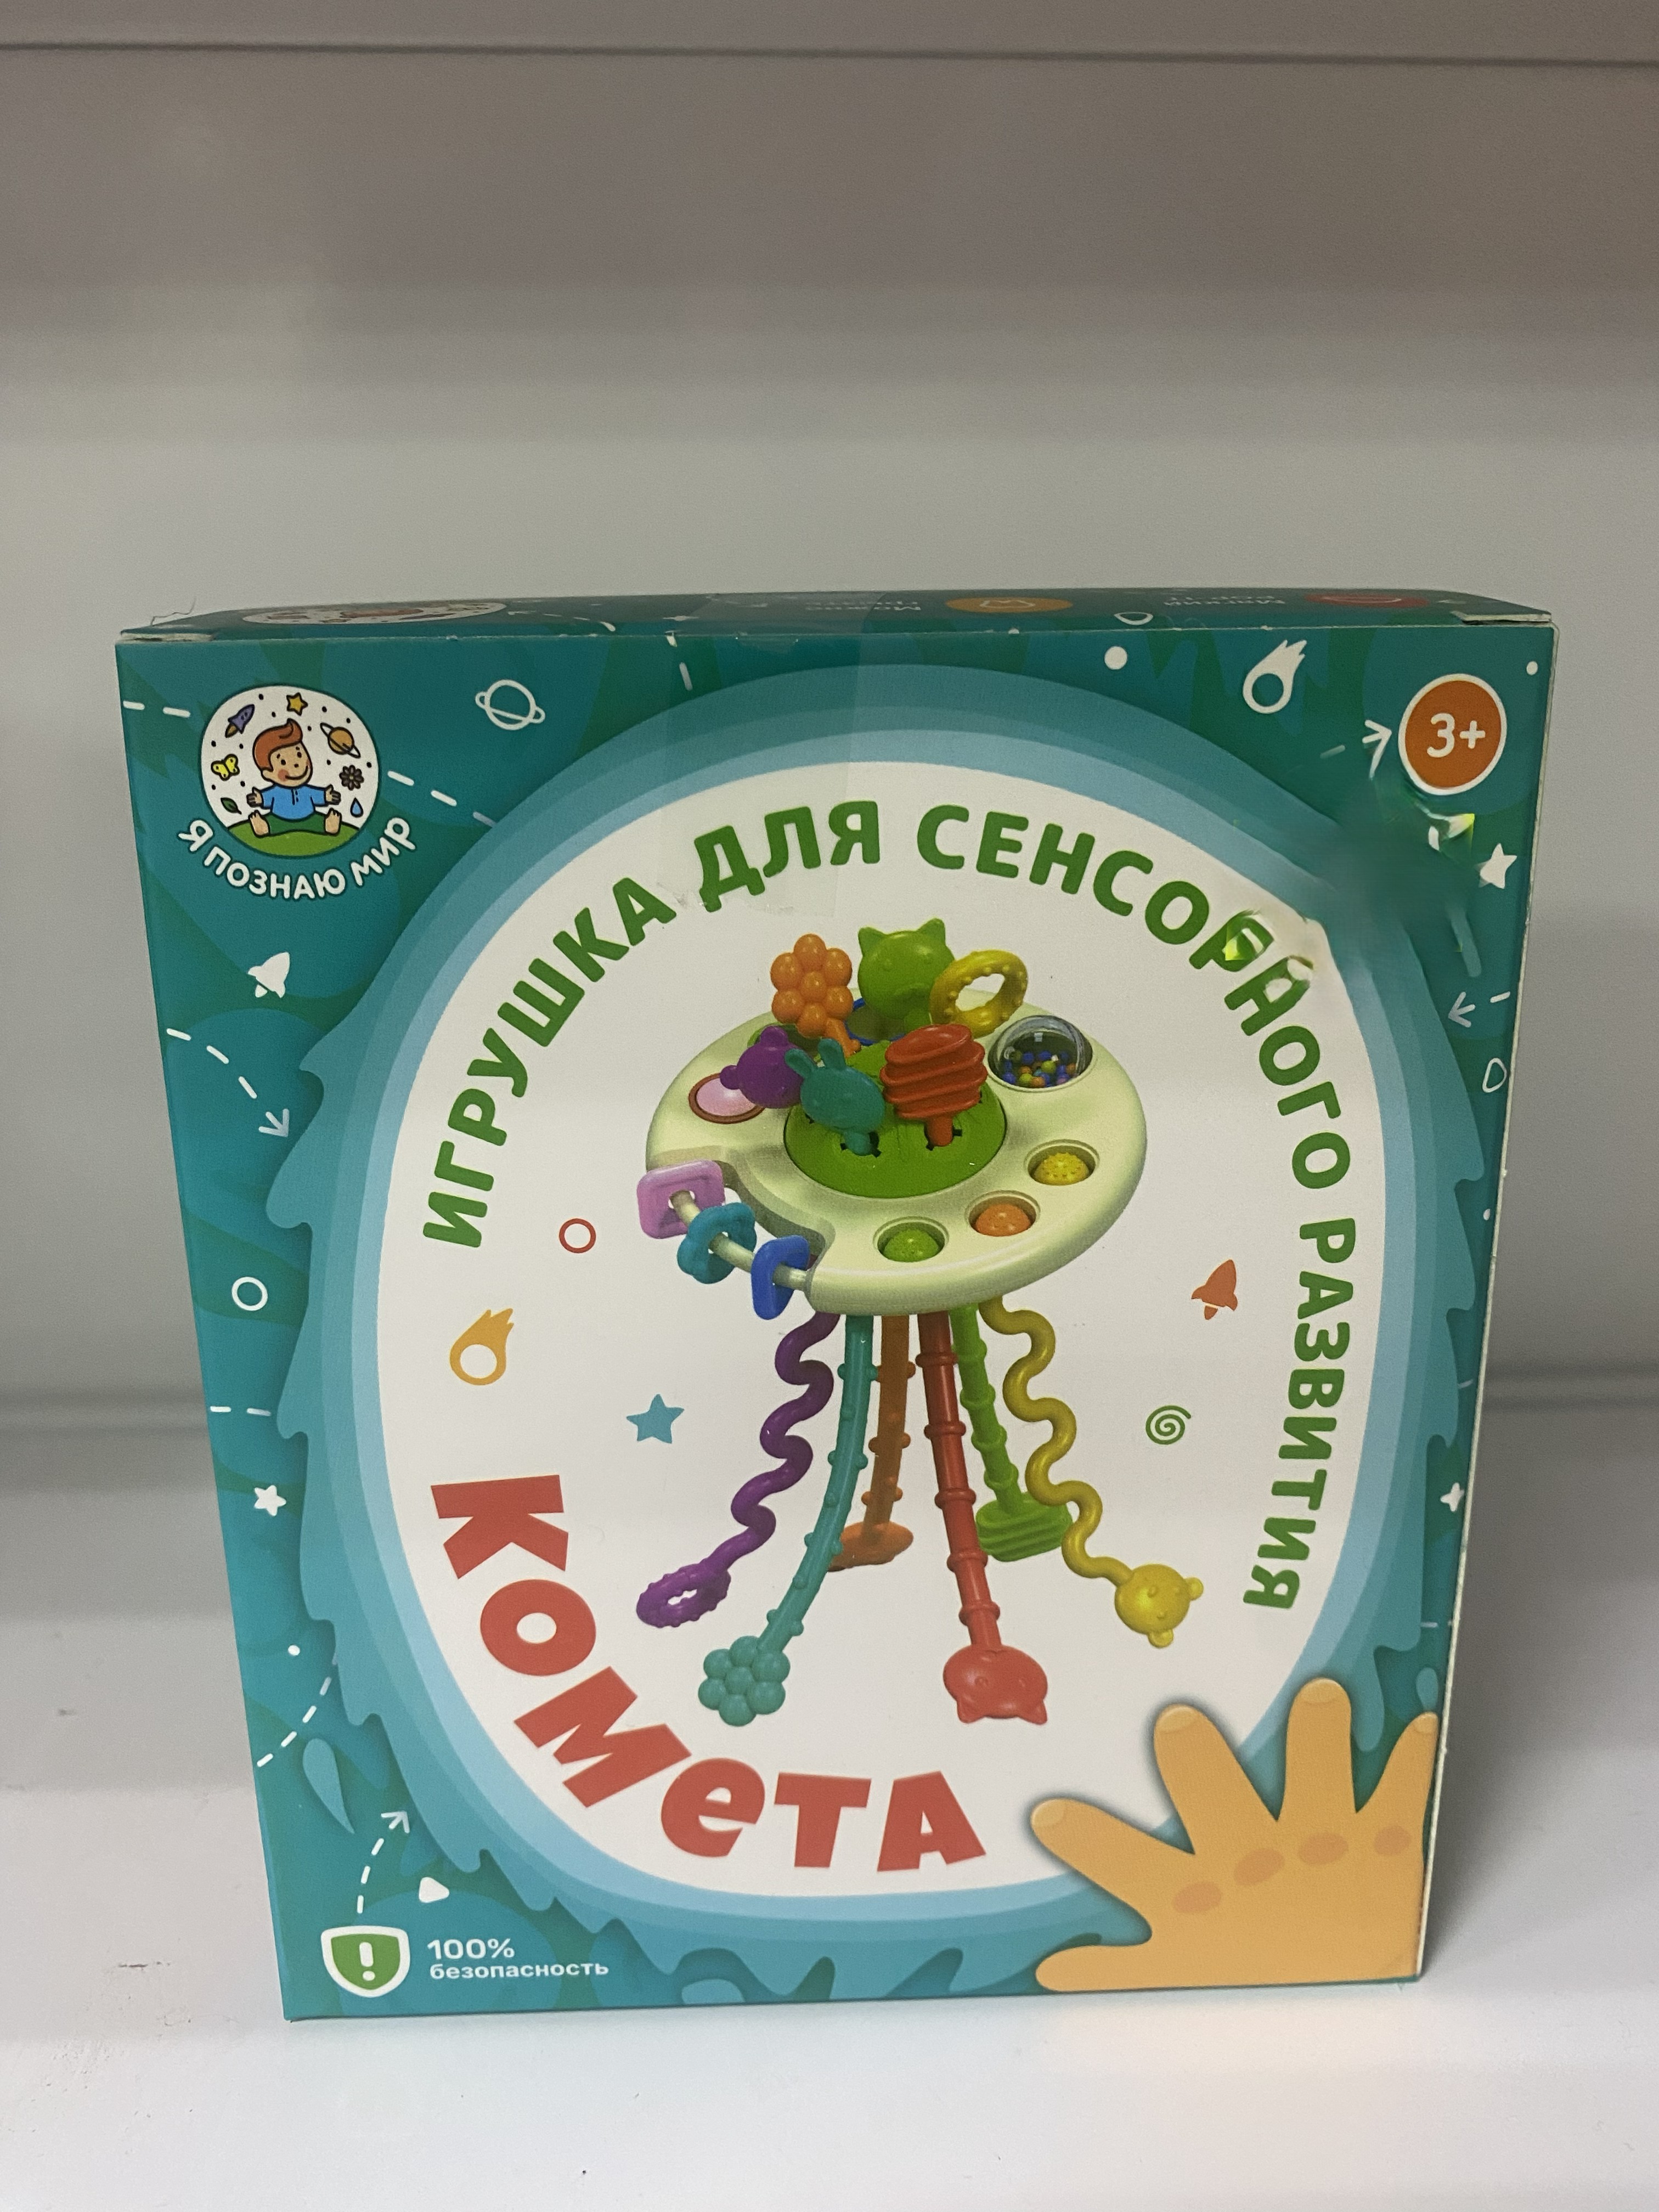 Я ПОЗНАЮ МИР
3+
ИГРУШКА ДЛЯ СЕНСОРНОГО РАЗВИТИЯ
КОМЕТА
100%
безопасность